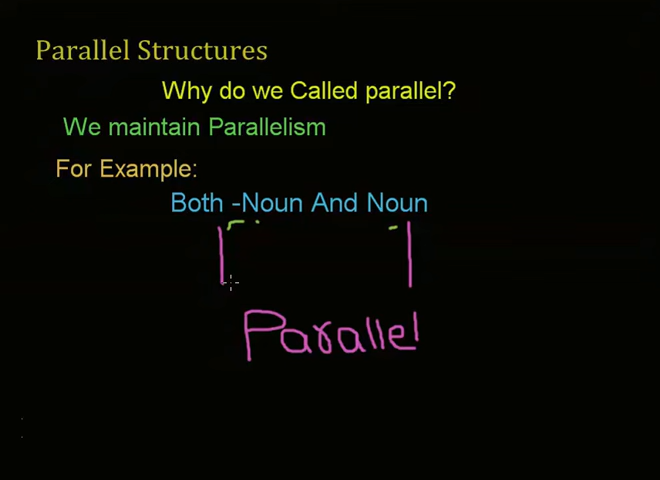 Parallel Structures
Why do we Called parallel?
We maintain Parallelism
For Example:
Both -Noun And Noun
Parallel